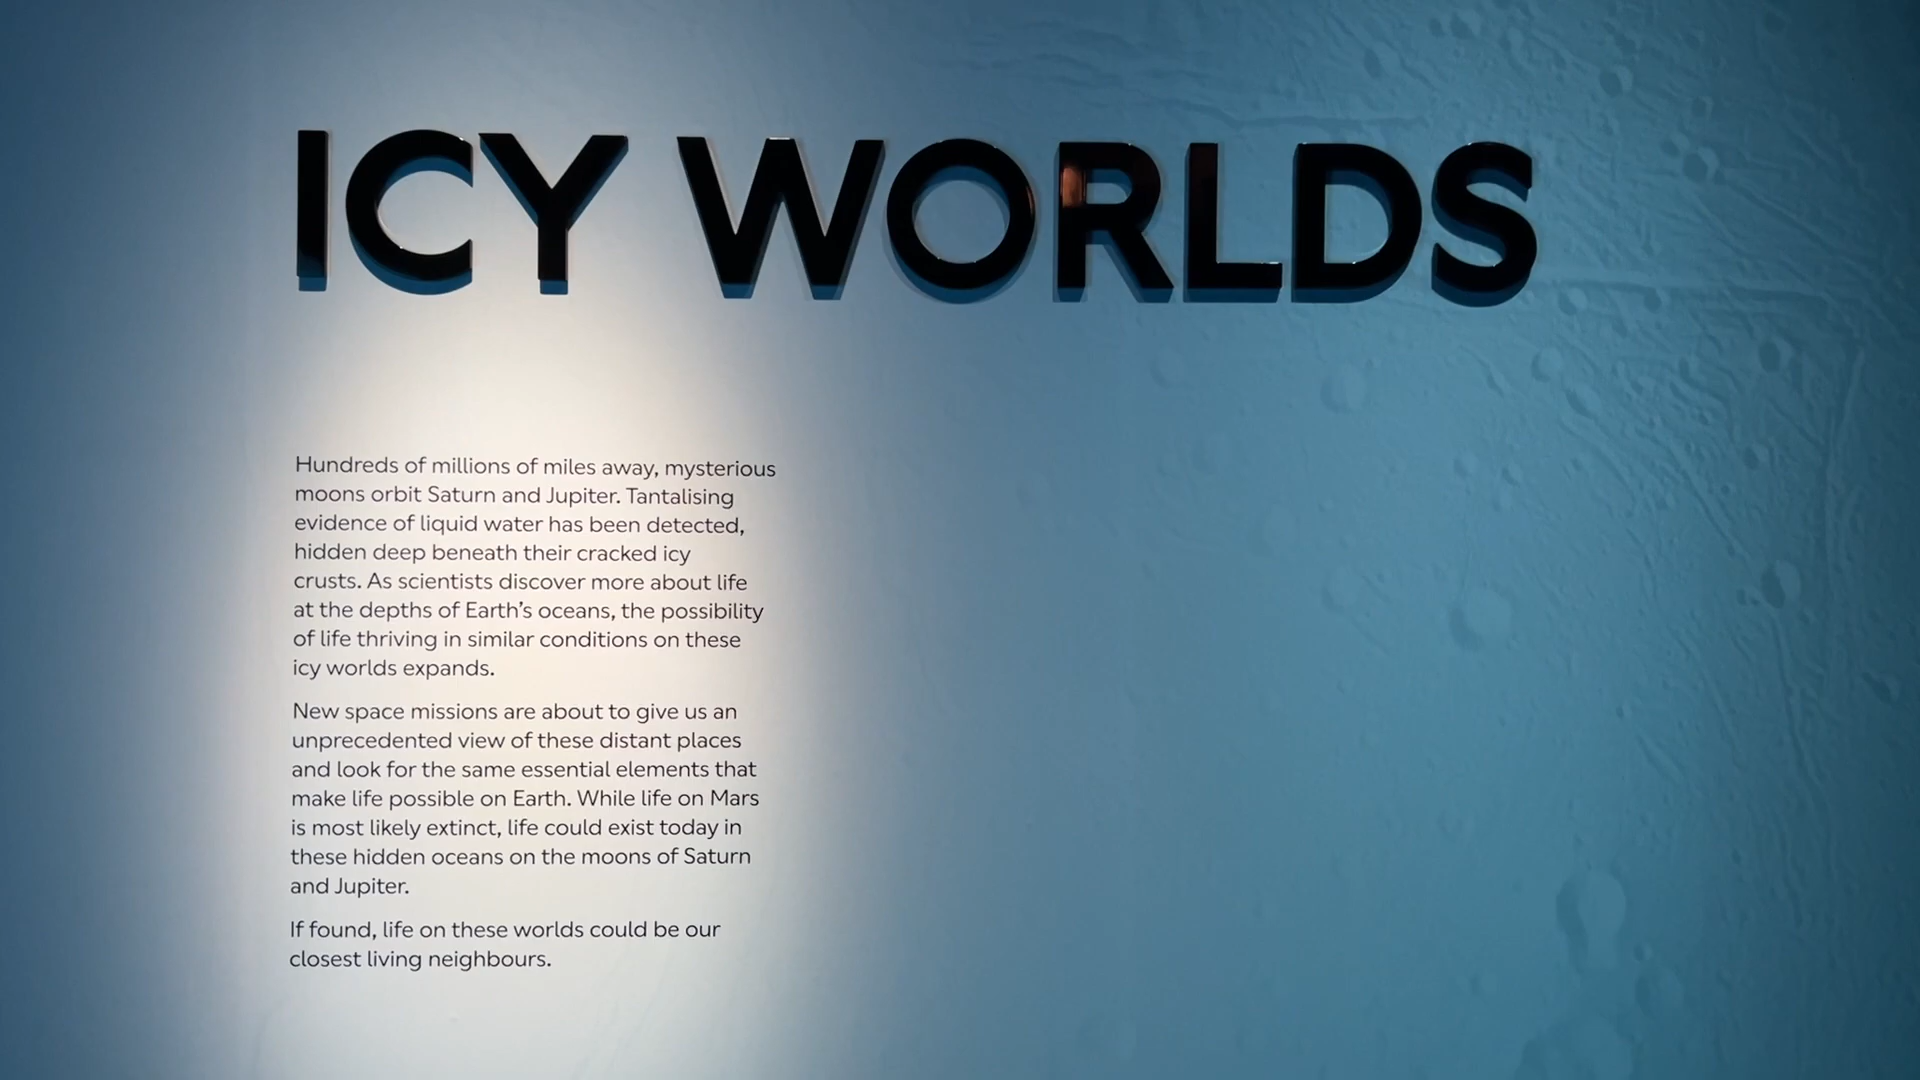 ICY WORLDS
Hundreds of millions of miles away, mysterious
moons orbit Saturn and Jupiter. Tantalising
evidence of liquid water has been detected,
hidden deep beneath their cracked icy
crusts. As scientists discover more about life
at the depths of Earth’s oceans, the possibility
of life thriving in similar conditions on these
icy worlds expands.
New space missions are about to give us an
unprecedented view of these distant places
and look for the same essential elements that
make life possible on Earth. While life on Mars
is most likely extinct, life could exist today in
these hidden oceans on the moons of Saturn
and Jupiter.
If found, life on these worlds could be our
closest living neighbours.